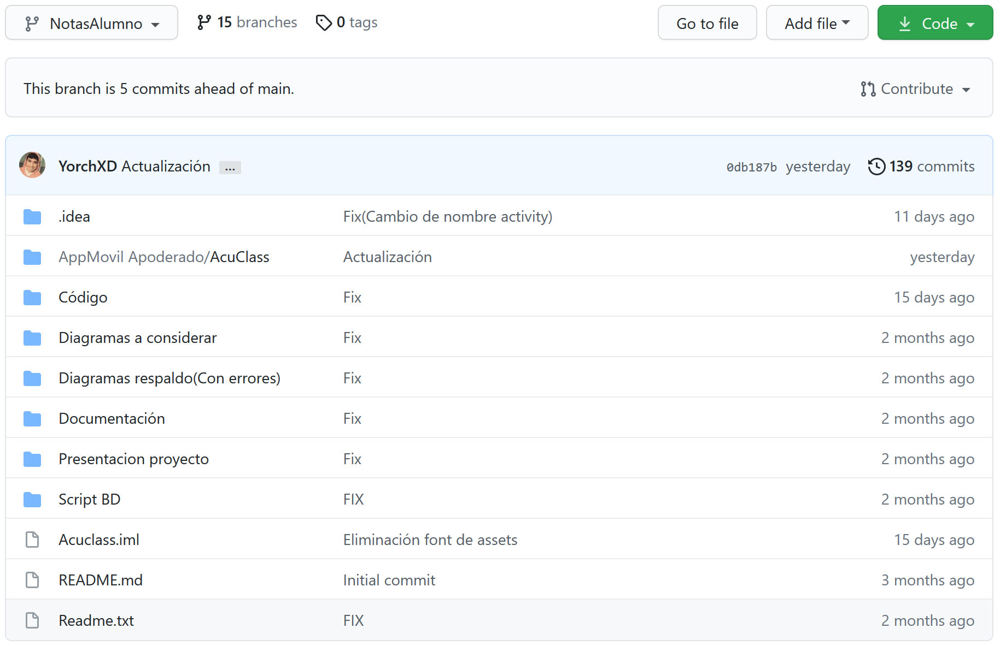 NotasAlumno 15 branches 0 tags Go to file Add file Code
This branch is 5 commits ahead of main. Contribute
YorchXD Actualización ... 0db187b yesterday 139 commits
.idea Fix(Cambio de nombre activity) 11 days ago
AppMovil Apoderado/AcuClass Actualización yesterday
Código Fix 15 days ago
Diagramas a considerar Fix 2 months ago
Diagramas respaldo(Con errores) Fix 2 months ago
Documentación Fix 2 months ago
Presentacion proyecto Fix 2 months ago
Script BD FIX 2 months ago
Acuclass.iml Eliminación font de assets 15 days ago
README.md Initial commit 3 months ago
Readme.txt FIX 2 months ago